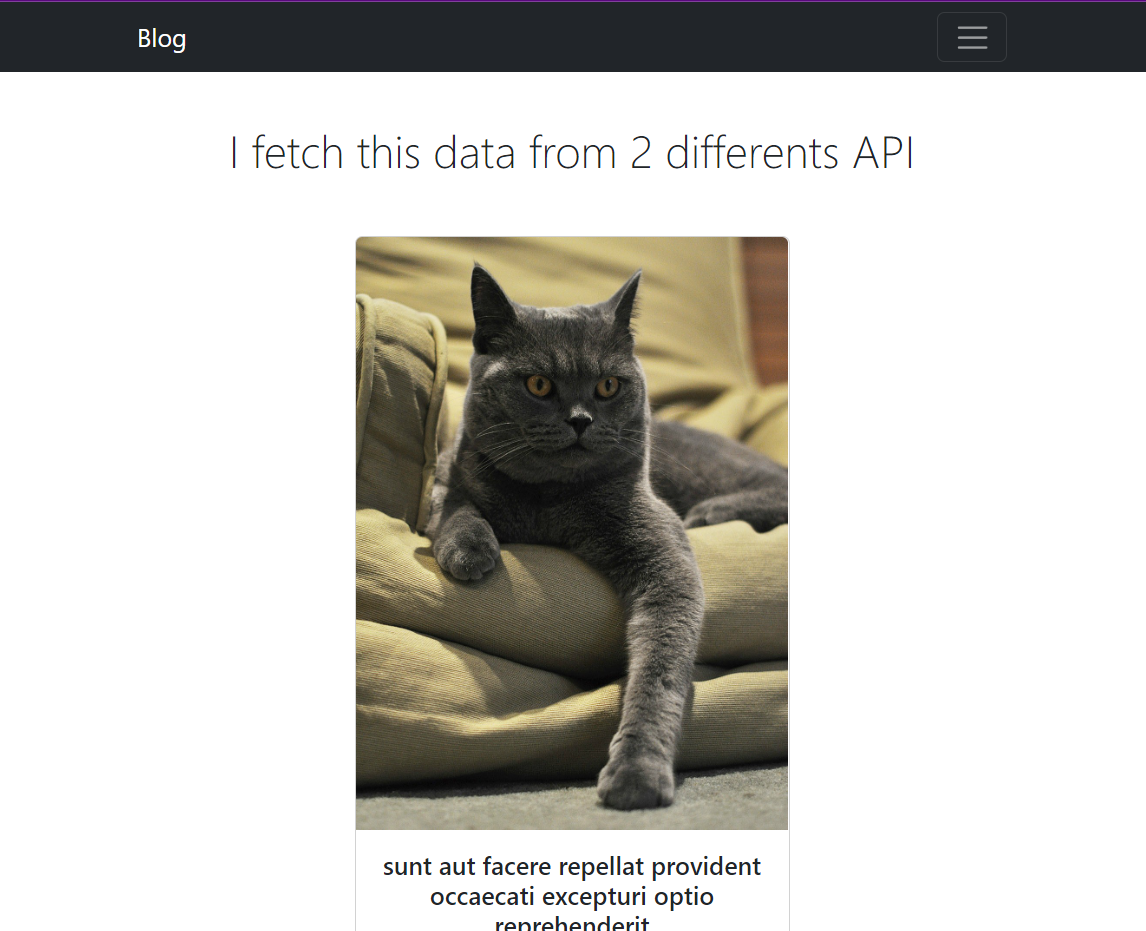 Blog
I fetch this data from 2 differents API
sunt aut facere repellat provident
occaecati excepturi optio
reprehenderit